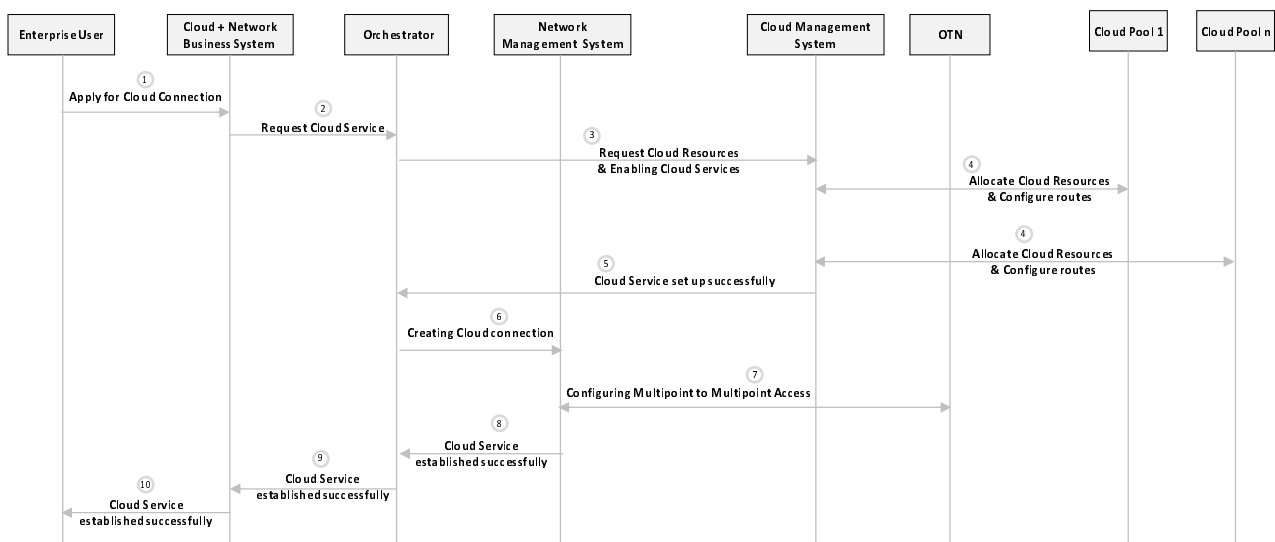 Enterprise User
Cloud + Network
Business System
Orchestrator
Network
Management System
Cloud Management
System
OTN
Cloud Pool 1
Cloud Pool n
1
Apply for Cloud Connection
2
Request Cloud Service
3
Request Cloud Resources
& Enabling Cloud Services
4
Allocate Cloud Resources
& Configure routes
4
Allocate Cloud Resources
& Configure routes
5
Cloud Service set up successfully
6
Creating Cloud connection
7
Configuring Multipoint to Multipoint Access
8
Cloud Service
established successfully
9
Cloud Service
established successfully
10
Cloud Service
established successfully